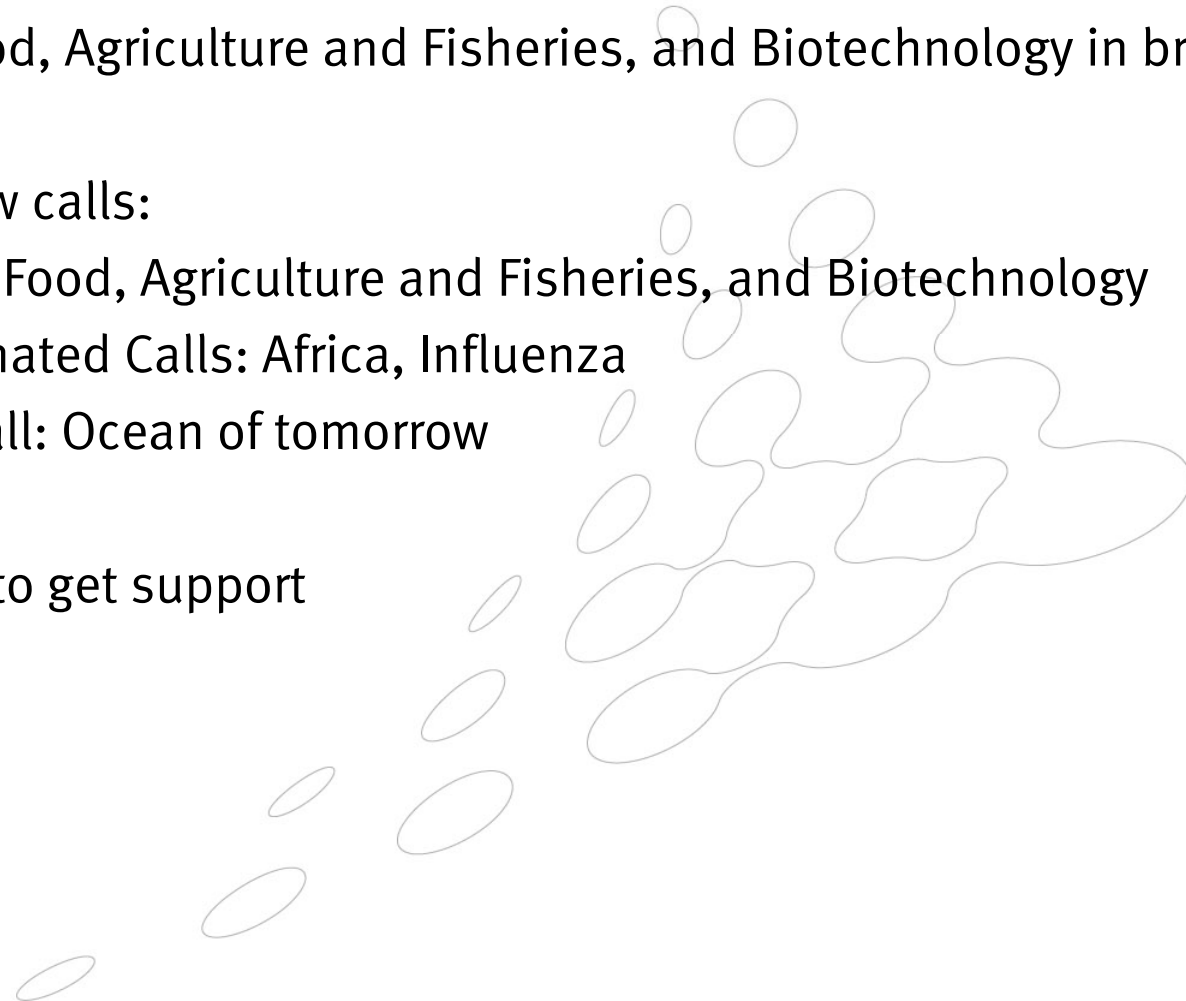 od, Agriculture and Fisheries, and Biotechnology in br
w calls:
Food, Agriculture and Fisheries, and Biotechnology
nated Calls: Africa, Influenza
all: Ocean of tomorrow
to get support